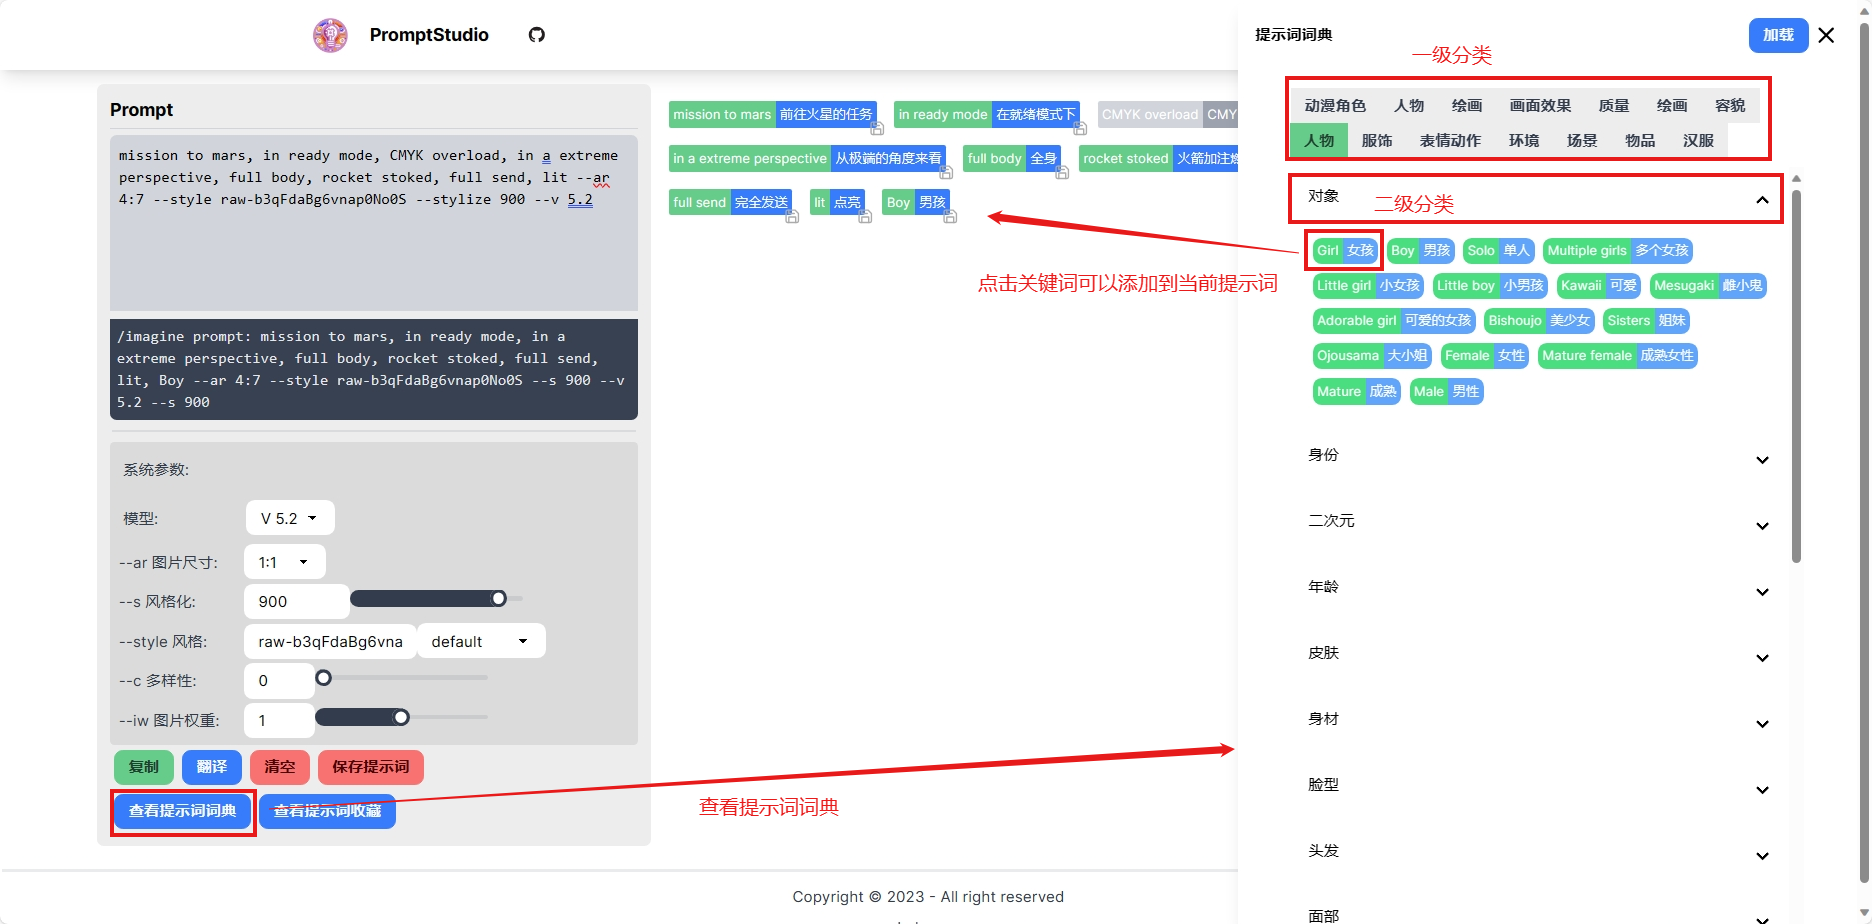 PromptStudio
Prompt
mission to mars, in ready mode, CMYK overload, in a extreme
perspective, full body, rocket stoked, full send, lit --ar
4:7 --style raw-b3qFdaBg6vnap0No0S --stylize 900 --v 5.2
/imagine prompt: mission to mars, in ready mode, in a
extreme perspective, full body, rocket stoked, full send,
lit, Boy --ar 4:7 --style raw-b3qFdaBg6vnap0No0S --s 900 --v
5.2 --s 900
系统参数:
模型: V 5.2
--ar 图片尺寸: 1:1
--s 风格化: 900
--style 风格: raw-b3qFdaBg6vna default
--c 多样性: 0
--iw 图片权重: 1
复制 翻译 清空 保存提示词
查看提示词词典 查看提示词收藏
mission to mars 前往火星的任务 in ready mode 在就绪模式下 CMYK overload CMY
in a extreme perspective 从极端的角度来看 full body 全身 rocket stoked 火箭加注燃
full send 完全发送 lit 点亮 Boy 男孩
点击关键词可以添加到当前提示词
查看提示词词典
提示词词典 加载
一级分类
动漫角色 人物 绘画 画面效果 质量 绘画 容貌
人物 服饰 表情动作 环境 场景 物品 汉服
对象 二级分类
Girl 女孩 Boy 男孩 Solo 单人 Multiple girls 多个女孩
Little girl 小女孩 Little boy 小男孩 Kawaii 可爱 Mesugaki 雌小鬼
Adorable girl 可爱的女孩 Bishoujo 美少女 Sisters 姐妹
Ojousama 大小姐 Female 女性 Mature female 成熟女性
Mature 成熟 Male 男性
身份
二次元
年龄
皮肤
身材
脸型
头发
面部
Copyright © 2023 - All right reserved